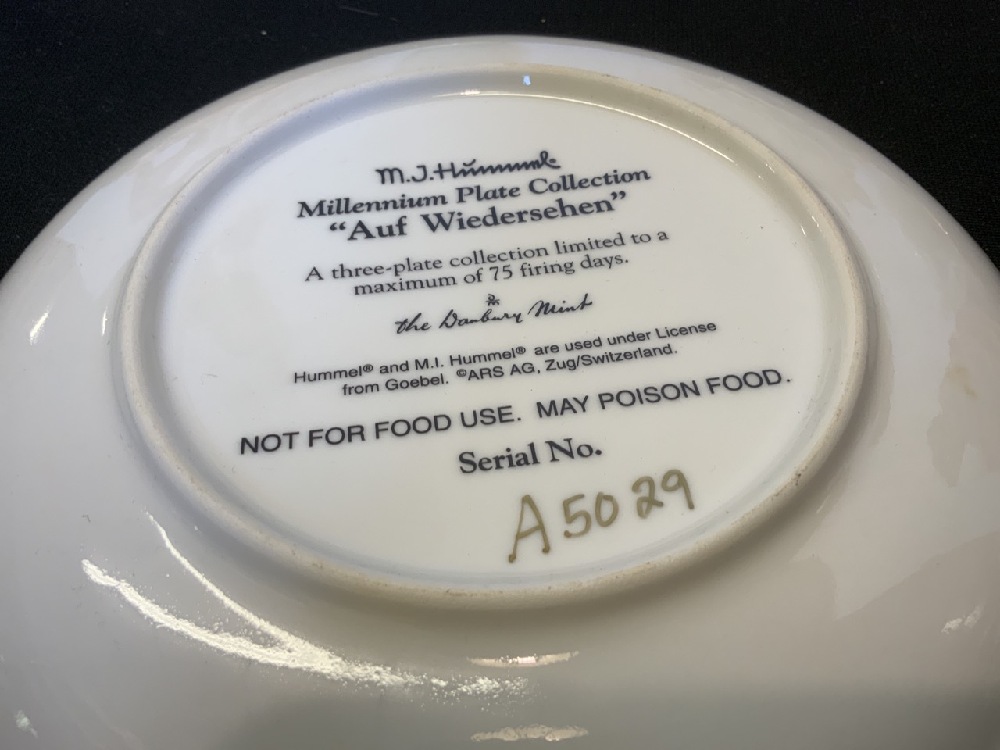 M.J.Hummel
Millennium Plate Collection
“Auf Wiedersehen”
A three-plate collection limited to a
maximum of 75 firing days.
the Danbury Mint
Hummel® and M.I. Hummel® are used under License
from Goebel. ©ARS AG, Zug/Switzerland.
NOT FOR FOOD USE. MAY POISON FOOD.
Serial No.
A5029